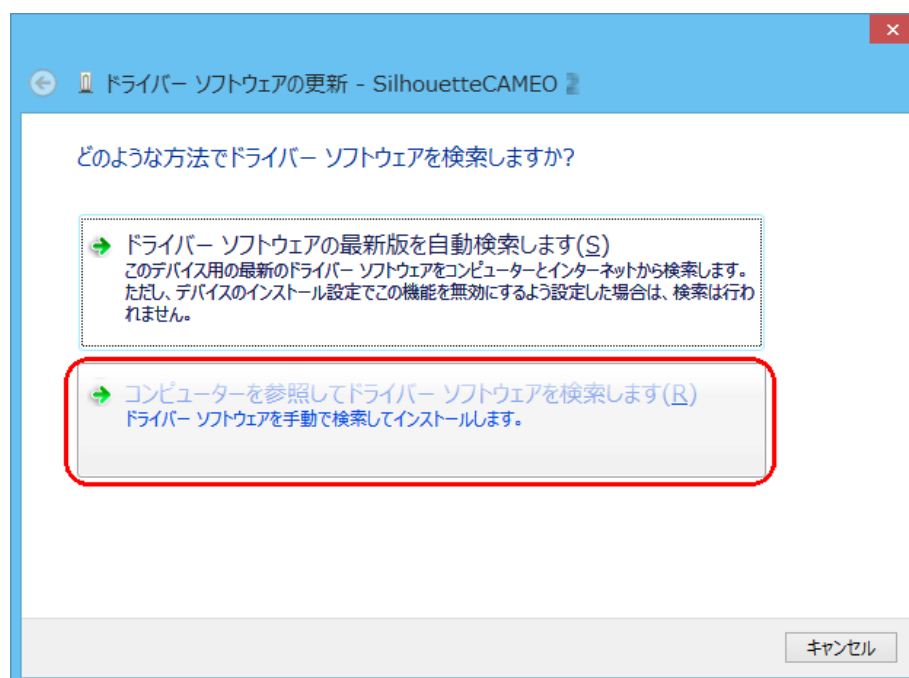 ドライバー ソフトウェアの更新 - SilhouetteCAMEO
どのような方法でドライバー ソフトウェアを検索しますか?
ドライバー ソフトウェアの最新版を自動検索します(S)
このデバイス用の最新のドライバー ソフトウェアをコンピューターとインターネットから検索します。
ただし、デバイスのインストール設定でこの機能を無効にするよう設定した場合は、検索は行わ
れません。
コンピューターを参照してドライバー ソフトウェアを検索します(R)
ドライバー ソフトウェアを手動で検索してインストールします。
キャンセル